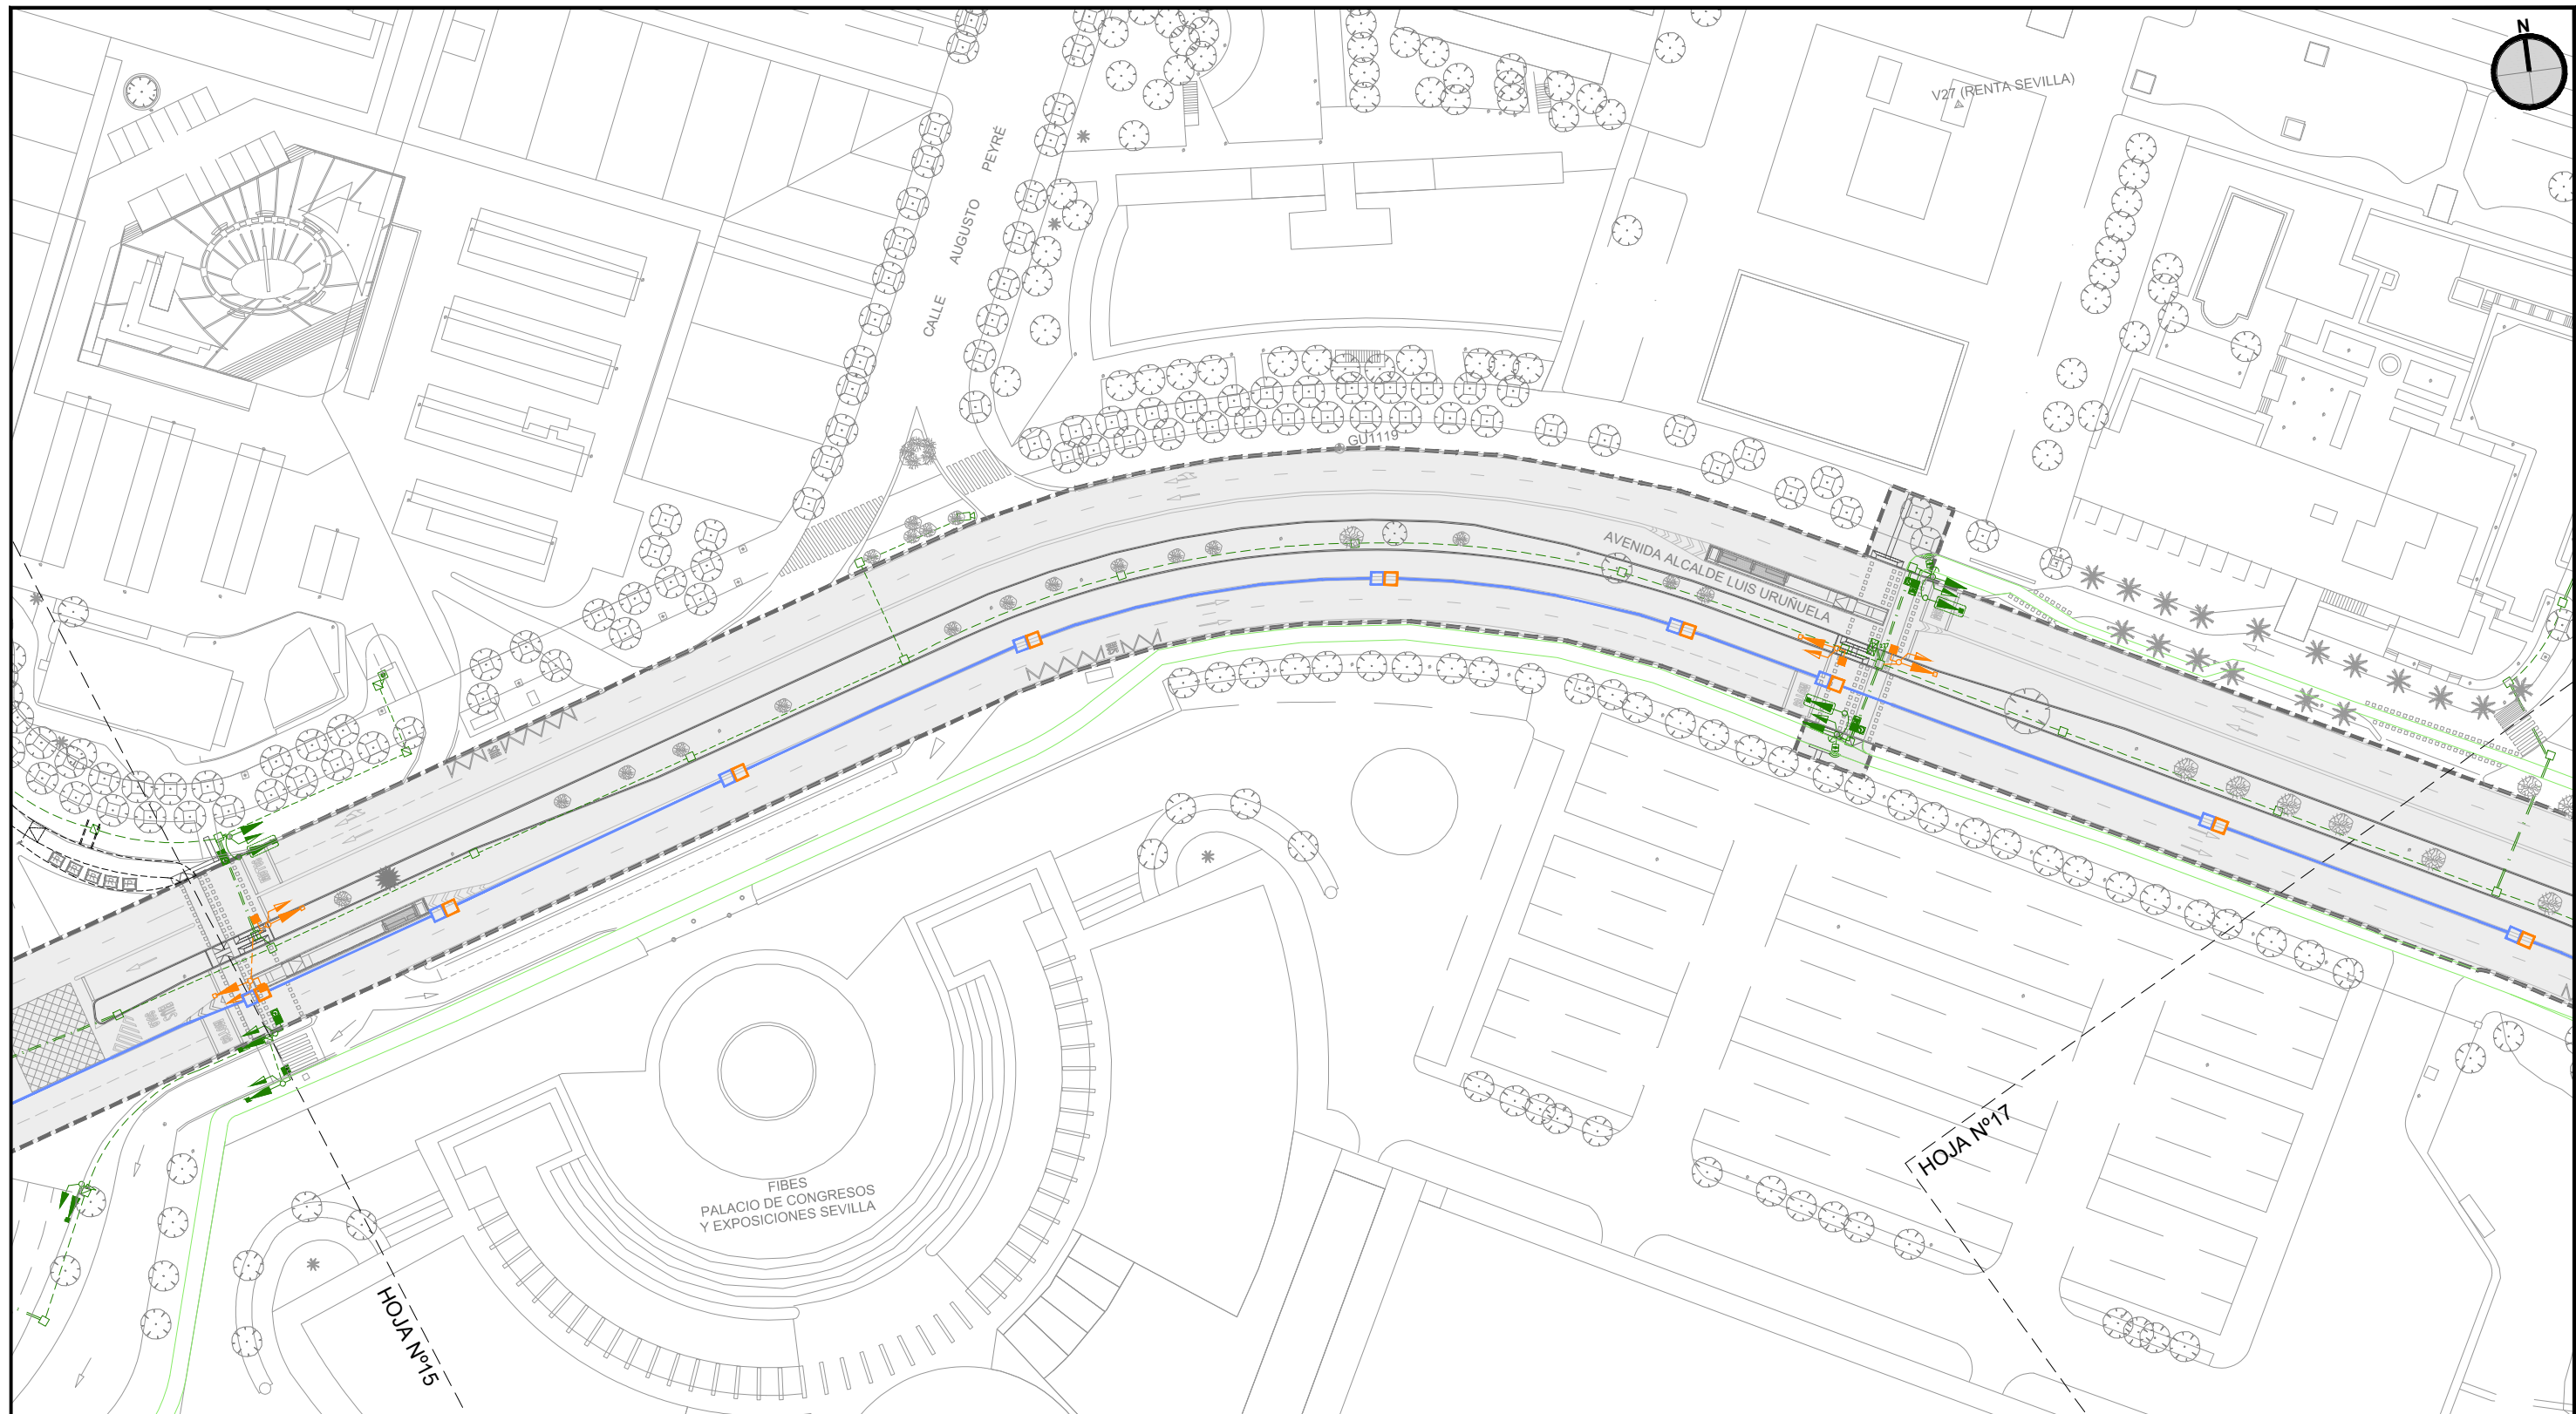 N
V27 (RENTA SEVILLA)
CALLE AUGUSTO PEYRÉ
GU1119
AVENIDA ALCALDE LUIS URUÑUELA
HOJA Nº17
FIBES
PALACIO DE CONGRESOS
Y EXPOSICIONES SEVILLA
HOJA Nº15